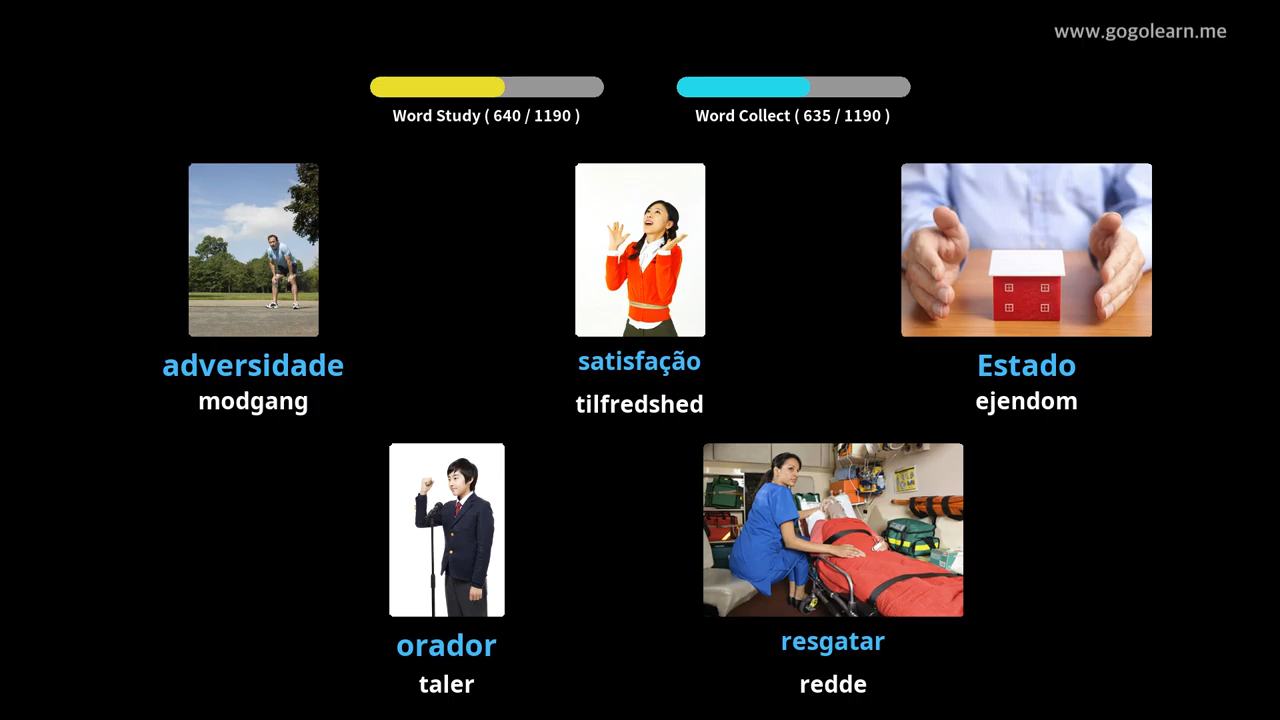 www.gogolearn.me
Word Study ( 640 / 1190 )
Word Collect ( 635 / 1190 )
adversidade
modgang
satisfação
tilfredshed
Estado
ejendom
orador
taler
resgatar
redde